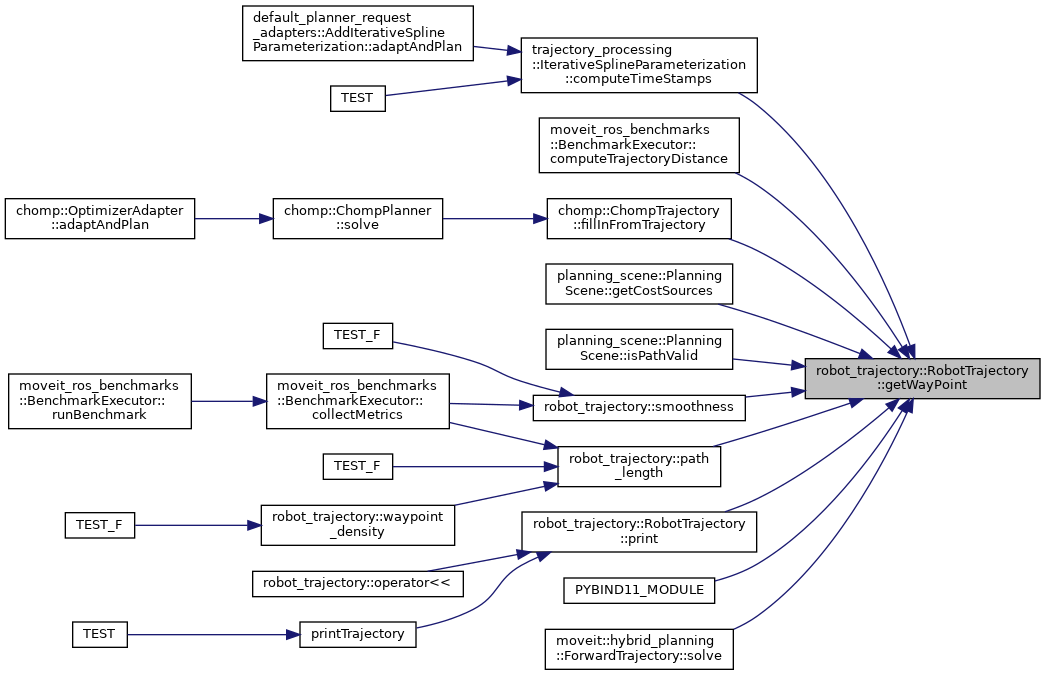 default_planner_request
_adapters::AddIterativeSpline
Parameterization::adaptAndPlan
trajectory_processing
::IterativeSplineParameterization
::computeTimeStamps
TEST
moveit_ros_benchmarks
::BenchmarkExecutor::
computeTrajectoryDistance
chomp::OptimizerAdapter
::adaptAndPlan
chomp::ChompPlanner
::solve
chomp::ChompTrajectory
::fillInFromTrajectory
planning_scene::Planning
Scene::getCostSources
TEST_F
planning_scene::Planning
Scene::isPathValid
robot_trajectory::RobotTrajectory
::getWayPoint
moveit_ros_benchmarks
::BenchmarkExecutor::
runBenchmark
moveit_ros_benchmarks
::BenchmarkExecutor::
collectMetrics
robot_trajectory::smoothness
TEST_F
robot_trajectory::path
_length
TEST_F
robot_trajectory::waypoint
_density
robot_trajectory::RobotTrajectory
::print
robot_trajectory::operator<<
PYBIND11_MODULE
TEST
printTrajectory
moveit::hybrid_planning
::ForwardTrajectory::solve